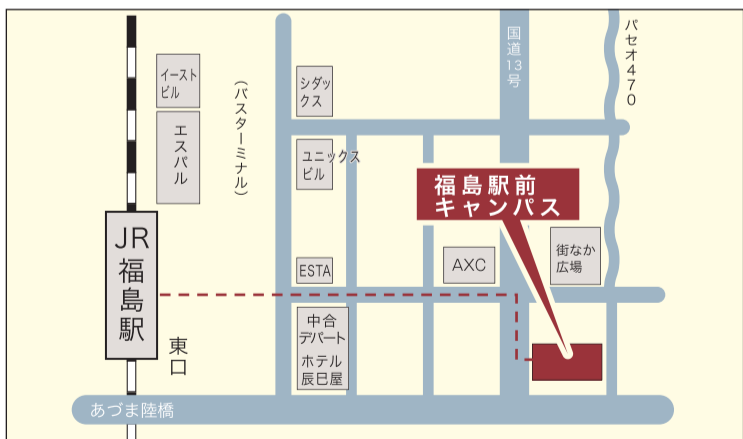 イースト
ビル
エスパル
(バスターミナル)
シダッ
クス
ユニックス
ビル
国道13号
パセオ470
福島駅前
キャンパス
JR
福島駅
東口
ESTA
AXC
街なか
広場
中合
デパート
ホテル
辰巳屋
あづま陸橋